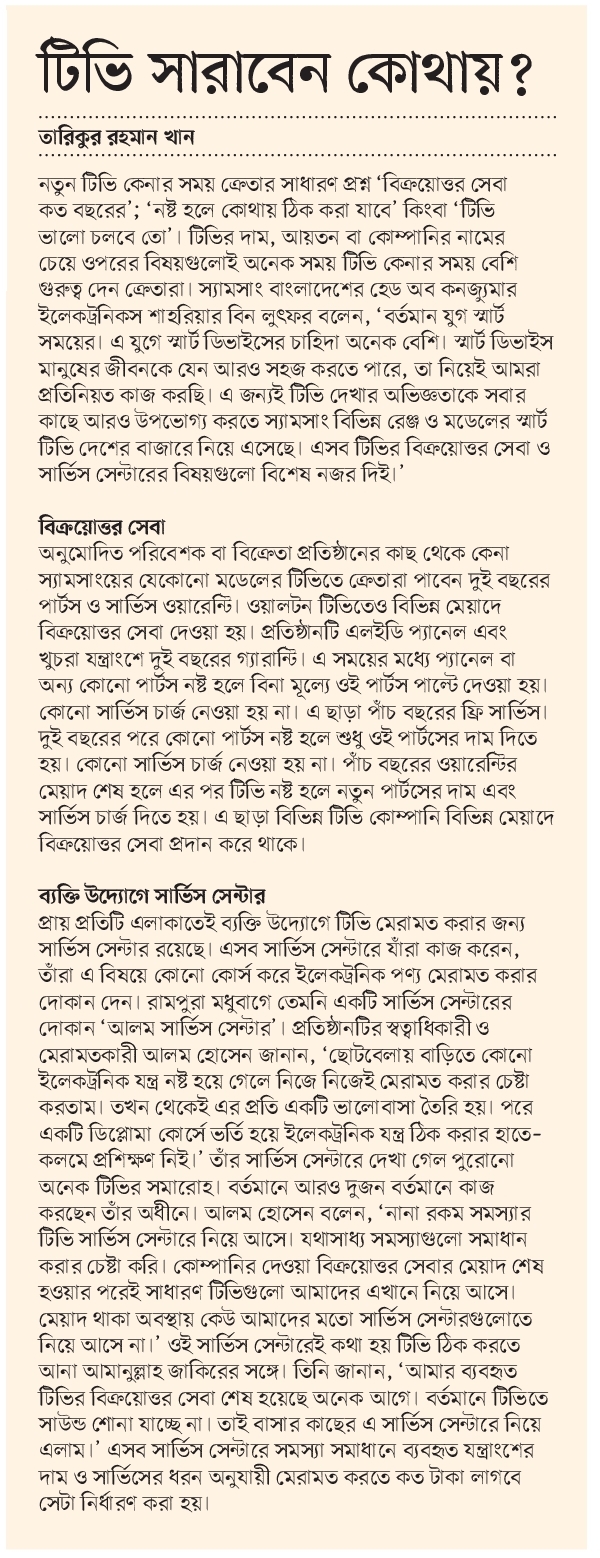 টিভি সারাবেন কোথায়?
তারিকুর রহমান খান
নতুন টিভি কেনার সময় ক্রেতার সাধারণ প্রশ্ন ‘বিক্রয়োত্তর সেবা
কত বছরের’; ‘নষ্ট হলে কোথায় ঠিক করা যাবে’ কিংবা ‘টিভি
ভালো চলবে তো’। টিভির দাম, আয়তন বা কোম্পানির নামের
চেয়ে ওপরের বিষয়গুলোই অনেক সময় টিভি কেনার সময় বেশি
গুরুত্ব দেন ক্রেতারা। স্যামসাং বাংলাদেশের হেড অব কনজ্যুমার
ইলেকট্রনিকস শাহরিয়ার বিন লুৎফর বলেন, ‘বর্তমান যুগ স্মার্ট
সময়ের। এ যুগে স্মার্ট ডিভাইসের চাহিদা অনেক বেশি। স্মার্ট ডিভাইস
মানুষের জীবনকে যেন আরও সহজ করতে পারে, তা নিয়েই আমরা
প্রতিনিয়ত কাজ করছি। এ জন্যই টিভি দেখার অভিজ্ঞতাকে সবার
কাছে আরও উপভোগ্য করতে স্যামসাং বিভিন্ন রেঞ্জ ও মডেলের স্মার্ট
টিভি দেশের বাজারে নিয়ে এসেছে। এসব টিভির বিক্রয়োত্তর সেবা ও
সার্ভিস সেন্টারের বিষয়গুলো বিশেষ নজর দিই।’
বিক্রয়োত্তর সেবা
অনুমোদিত পরিবেশক বা বিক্রেতা প্রতিষ্ঠানের কাছ থেকে কেনা
স্যামসাংয়ের যেকোনো মডেলের টিভিতে ক্রেতারা পাবেন দুই বছরের
পার্টস ও সার্ভিস ওয়ারেন্টি। ওয়ালটন টিভিতেও বিভিন্ন মেয়াদে
বিক্রয়োত্তর সেবা দেওয়া হয়। প্রতিষ্ঠানটি এলইডি প্যানেল এবং
খুচরা যন্ত্রাংশে দুই বছরের গ্যারান্টি। এ সময়ের মধ্যে প্যানেল বা
অন্য কোনো পার্টস নষ্ট হলে বিনা মূল্যে ওই পার্টস পাল্টে দেওয়া হয়।
কোনো সার্ভিস চার্জ নেওয়া হয় না। এ ছাড়া পাঁচ বছরের ফ্রি সার্ভিস।
দুই বছরের পরে কোনো পার্টস নষ্ট হলে শুধু ওই পার্টসের দাম দিতে
হয়। কোনো সার্ভিস চার্জ নেওয়া হয় না। পাঁচ বছরের ওয়ারেন্টির
মেয়াদ শেষ হলে এর পর টিভি নষ্ট হলে নতুন পার্টসের দাম এবং
সার্ভিস চার্জ দিতে হয়। এ ছাড়া বিভিন্ন টিভি কোম্পানি বিভিন্ন মেয়াদে
বিক্রয়োত্তর সেবা প্রদান করে থাকে।
ব্যক্তি উদ্যোগে সার্ভিস সেন্টার
প্রায় প্রতিটি এলাকাতেই ব্যক্তি উদ্যোগে টিভি মেরামত করার জন্য
সার্ভিস সেন্টার রয়েছে। এসব সার্ভিস সেন্টারে যাঁরা কাজ করেন,
তাঁরা এ বিষয়ে কোনো কোর্স করে ইলেকট্রনিক পণ্য মেরামত করার
দোকান দেন। রামপুরা মধুবাগে তেমনি একটি সার্ভিস সেন্টারের
দোকান ‘আলম সার্ভিস সেন্টার’। প্রতিষ্ঠানটির স্বত্বাধিকারী ও
মেরামতকারী আলম হোসেন জানান, ‘ছোটবেলায় বাড়িতে কোনো
ইলেকট্রনিক যন্ত্র নষ্ট হয়ে গেলে নিজে নিজেই মেরামত করার চেষ্টা
করতাম। তখন থেকেই এর প্রতি একটি ভালোবাসা তৈরি হয়। পরে
একটি ডিপ্লোমা কোর্সে ভর্তি হয়ে ইলেকট্রনিক যন্ত্র ঠিক করার হাতে-
কলমে প্রশিক্ষণ নিই।’ তাঁর সার্ভিস সেন্টারে দেখা গেল পুরোনো
অনেক টিভির সমারোহ। বর্তমানে আরও দুজন বর্তমানে কাজ
করছেন তাঁর অধীনে। আলম হোসেন বলেন, ‘নানা রকম সমস্যার
টিভি সার্ভিস সেন্টারে নিয়ে আসে। যথাসাধ্য সমস্যাগুলো সমাধান
করার চেষ্টা করি। কোম্পানির দেওয়া বিক্রয়োত্তর সেবার মেয়াদ শেষ
হওয়ার পরেই সাধারণ টিভিগুলো আমাদের এখানে নিয়ে আসে।
মেয়াদ থাকা অবস্থায় কেউ আমাদের মতো সার্ভিস সেন্টারগুলোতে
নিয়ে আসে না।’ ওই সার্ভিস সেন্টারেই কথা হয় টিভি ঠিক করতে
আনা আমানুল্লাহ জাকিরের সঙ্গে। তিনি জানান, ‘আমার ব্যবহৃত
টিভির বিক্রয়োত্তর সেবা শেষ হয়েছে অনেক আগে। বর্তমানে টিভিতে
সাউন্ড শোনা যাচ্ছে না। তাই বাসার কাছের এ সার্ভিস সেন্টারে নিয়ে
এলাম।’ এসব সার্ভিস সেন্টারে সমস্যা সমাধানে ব্যবহৃত যন্ত্রাংশের
দাম ও সার্ভিসের ধরন অনুযায়ী মেরামত করতে কত টাকা লাগবে
সেটা নির্ধারণ করা হয়।